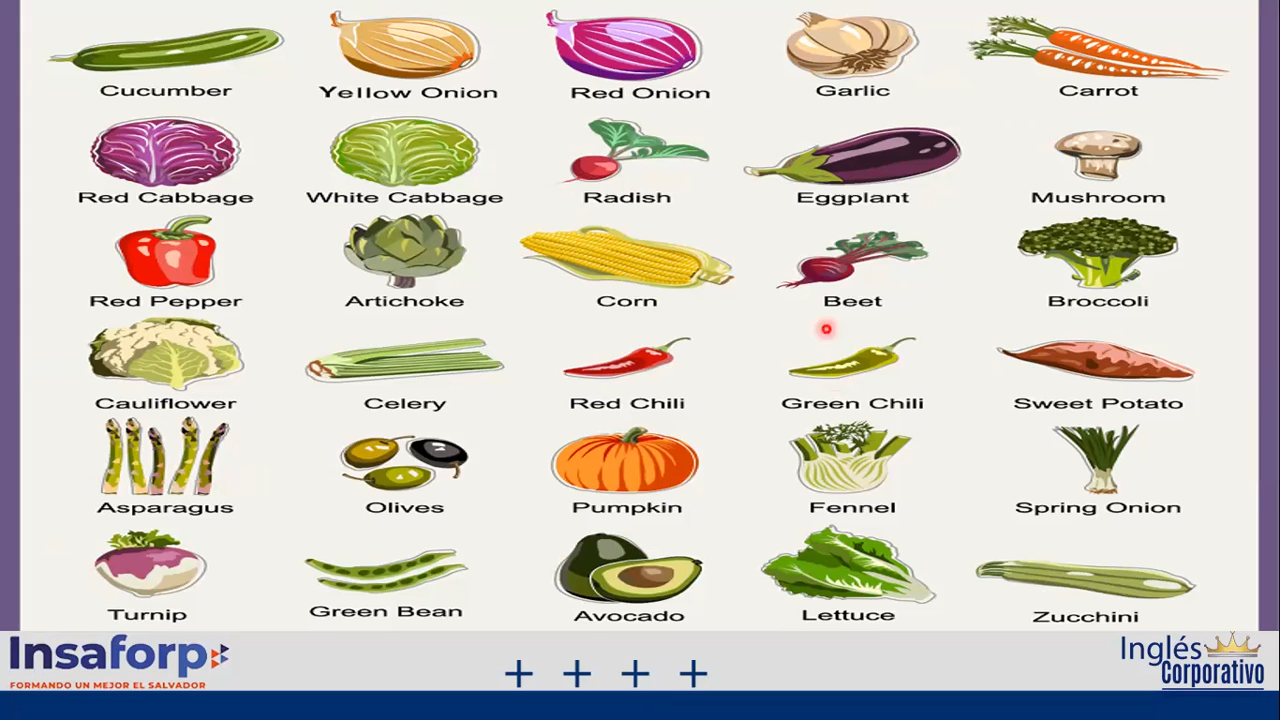 Cucumber
Yellow Onion
Red Onion
Garlic
Carrot
Red Cabbage
White Cabbage
Radish
Eggplant
Mushroom
Red Pepper
Artichoke
Corn
Beet
Broccoli
Cauliflower
Celery
Red Chili
Green Chili
Sweet Potato
Asparagus
Olives
Pumpkin
Fennel
Spring Onion
Turnip
Green Bean
Avocado
Lettuce
Zucchini
Insaforp
FORMANDO UN MEJOR EL SALVADOR
+ + + +
Inglés
Corporativo